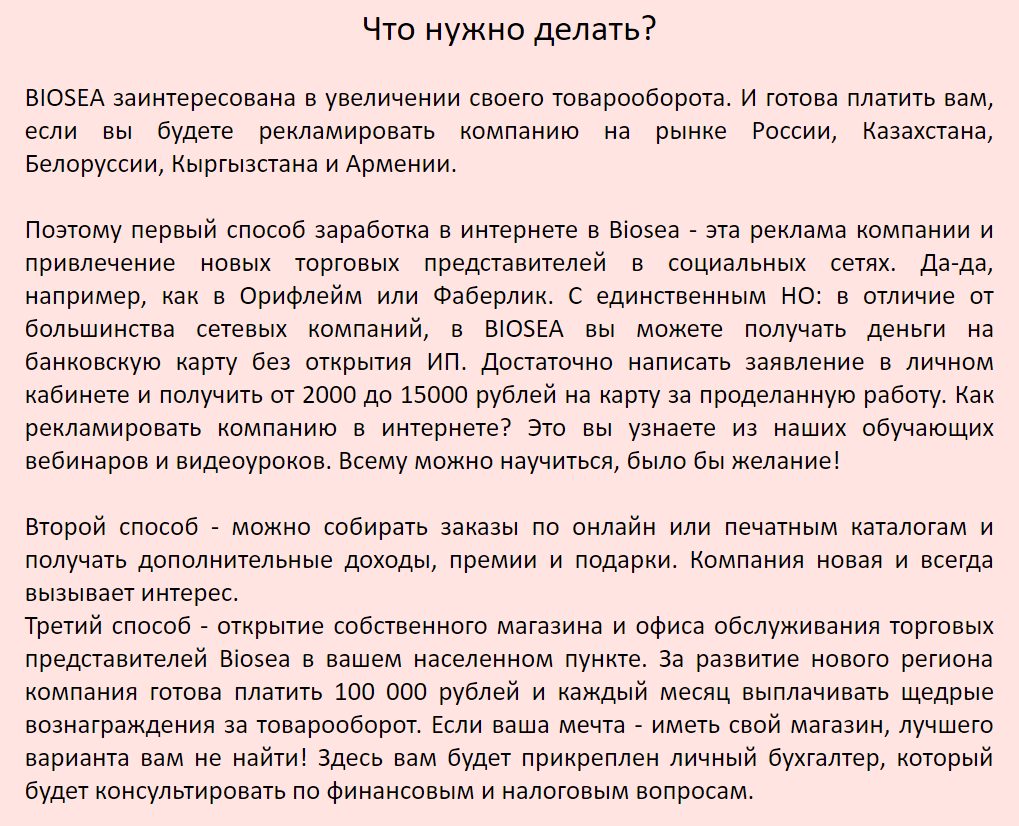 Что нужно делать?
BIOSEA заинтересована в увеличении своего товарооборота. И готова платить вам,
если вы будете рекламировать компанию на рынке России, Казахстана,
Белоруссии, Кыргызстана и Армении.
Поэтому первый способ заработка в интернете в Biosea - эта реклама компании и
привлечение новых торговых представителей в социальных сетях. Да-да,
например, как в Орифлейм или Фаберлик. С единственным НО: в отличие от
большинства сетевых компаний, в BIOSEA вы можете получать деньги на
банковскую карту без открытия ИП. Достаточно написать заявление в личном
кабинете и получить от 2000 до 15000 рублей на карту за проделанную работу. Как
рекламировать компанию в интернете? Это вы узнаете из наших обучающих
вебинаров и видеоуроков. Всему можно научиться, было бы желание!
Второй способ - можно собирать заказы по онлайн или печатным каталогам и
получать дополнительные доходы, премии и подарки. Компания новая и всегда
вызывает интерес.
Третий способ - открытие собственного магазина и офиса обслуживания торговых
представителей Biosea в вашем населенном пункте. За развитие нового региона
компания готова платить 100 000 рублей и каждый месяц выплачивать щедрые
вознаграждения за товарооборот. Если ваша мечта - иметь свой магазин, лучшего
варианта вам не найти! Здесь вам будет прикреплен личный бухгалтер, который
будет консультировать по финансовым и налоговым вопросам.